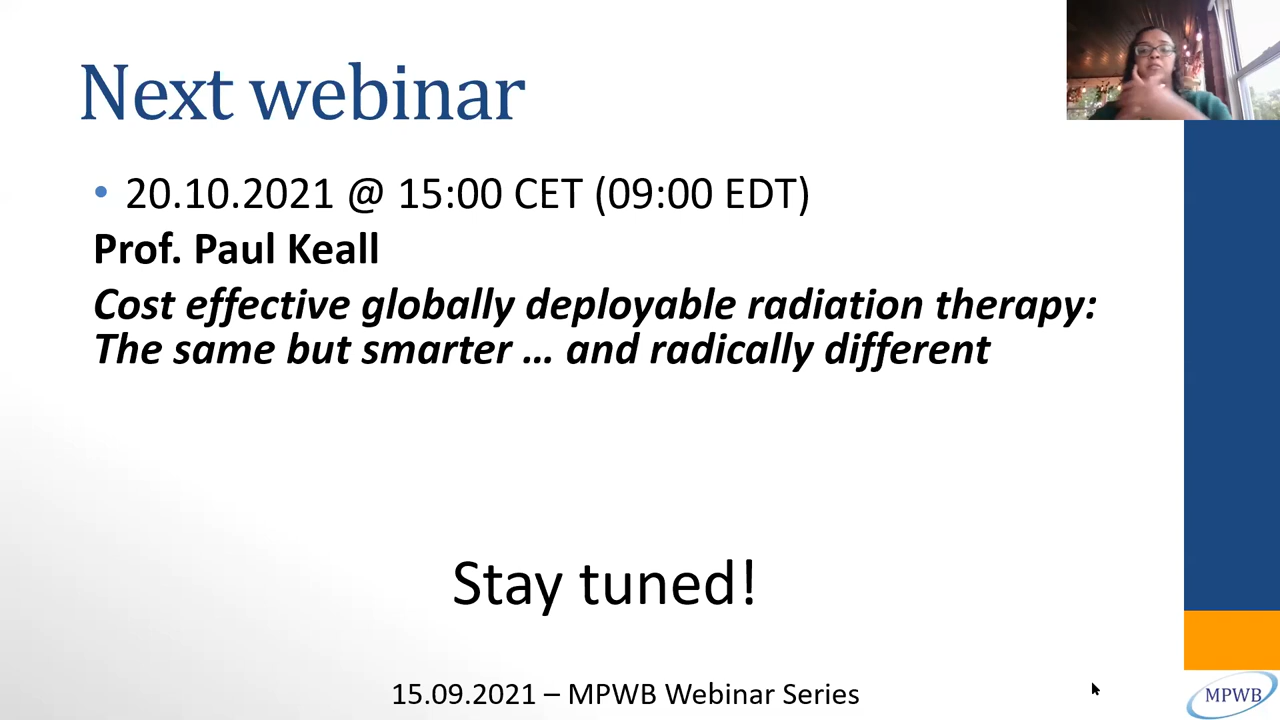 Next webinar
• 20.10.2021 @ 15:00 CET (09:00 EDT)
Prof. Paul Keall
Cost effective globally deployable radiation therapy:
The same but smarter ... and radically different
Stay tuned!
15.09.2021 – MPWB Webinar Series
MPWB